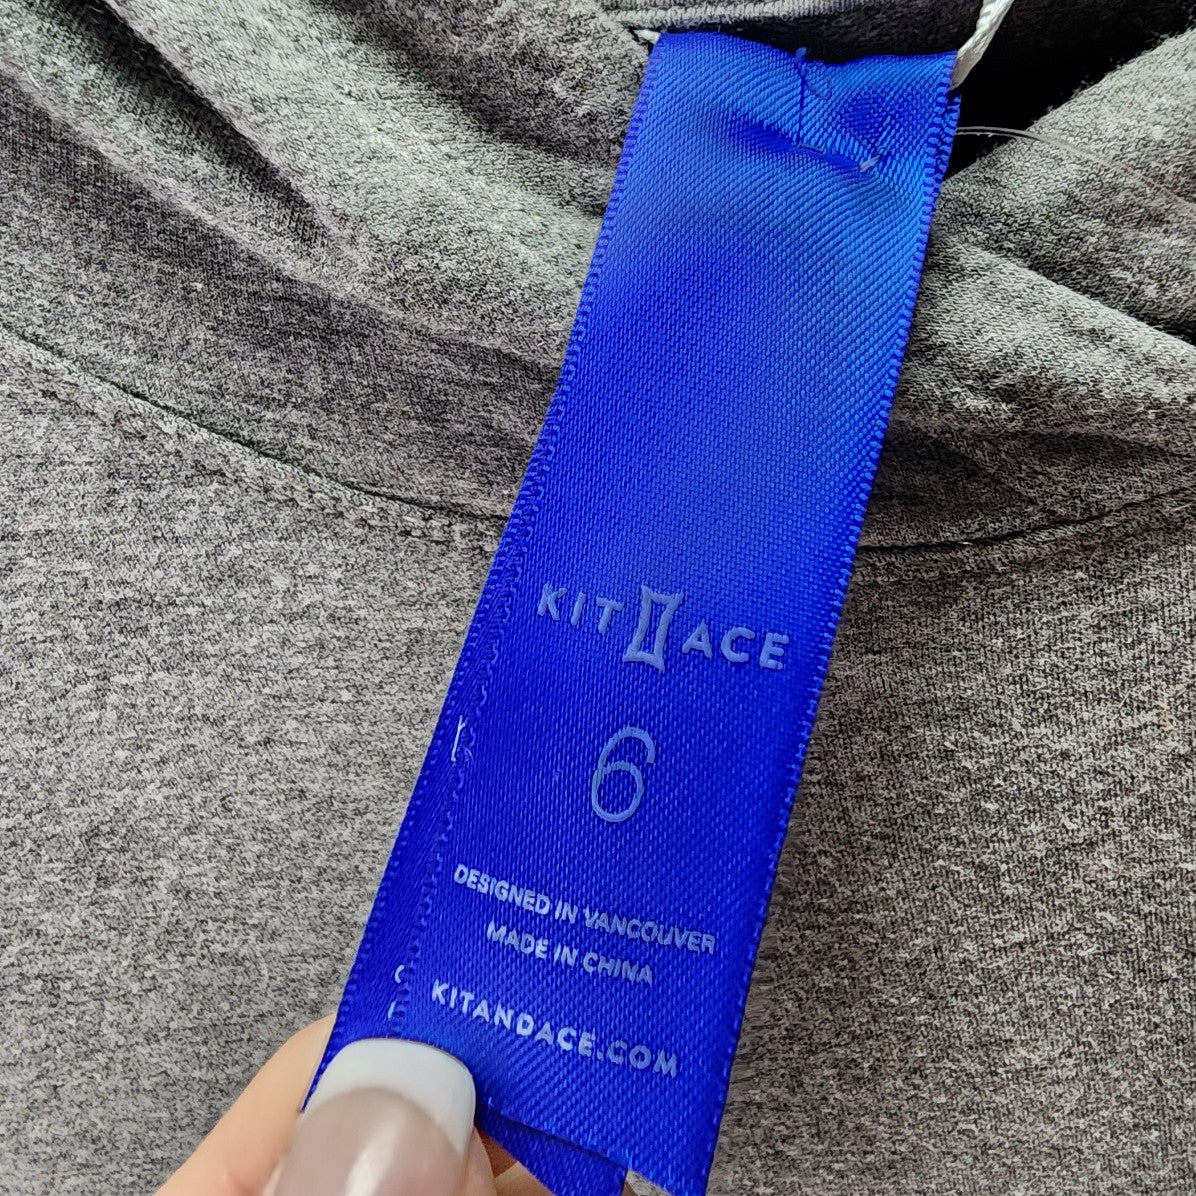 KIT ACE
6
DESIGNED IN VANCOUVER
MADE IN CHINA
KITANDACE.COM